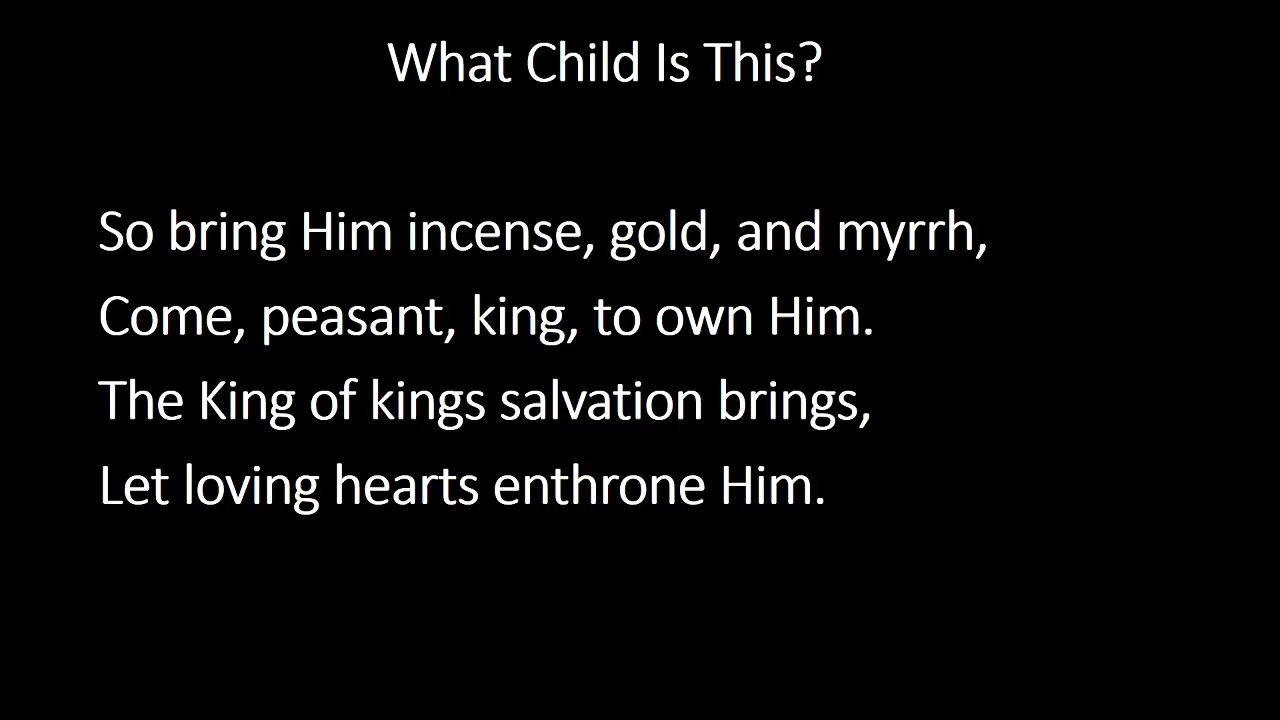 What Child Is This?
So bring Him incense, gold, and myrrh,
Come, peasant, king, to own Him.
The King of kings salvation brings,
Let loving hearts enthrone Him.